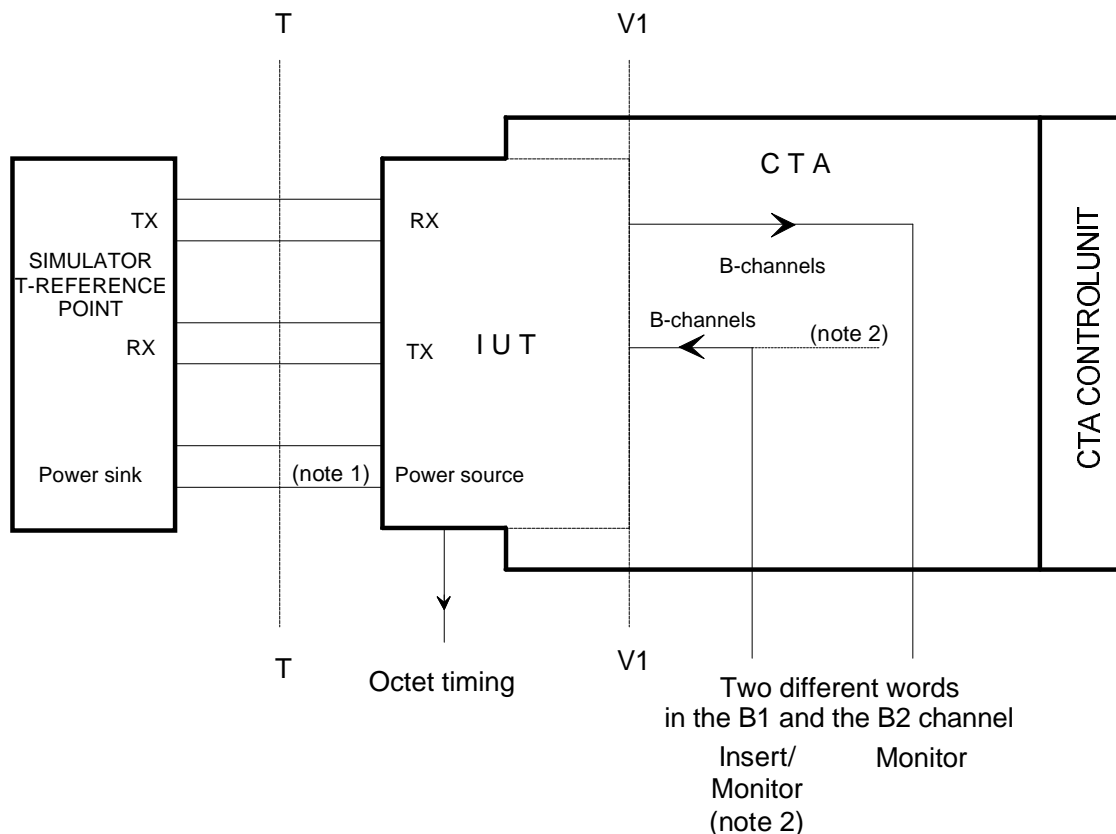 T
V1
C T A
TX
RX
SIMULATOR
T-REFERENCE
POINT
B-channels
B-channels
(note 2)
RX
TX
I U T
CTA CONTROLUNIT
Power sink
(note 1)
Power source
T
V1
Octet timing
Two different words
in the B1 and the B2 channel
Insert/
Monitor
(note 2)
Monitor